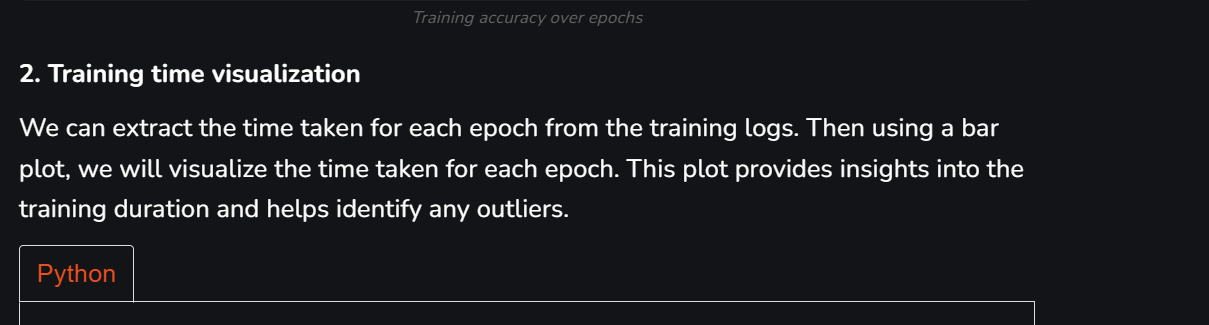 Training accuracy over epochs
2. Training time visualization
We can extract the time taken for each epoch from the training logs. Then using a bar
plot, we will visualize the time taken for each epoch. This plot provides insights into the
training duration and helps identify any outliers.
Python